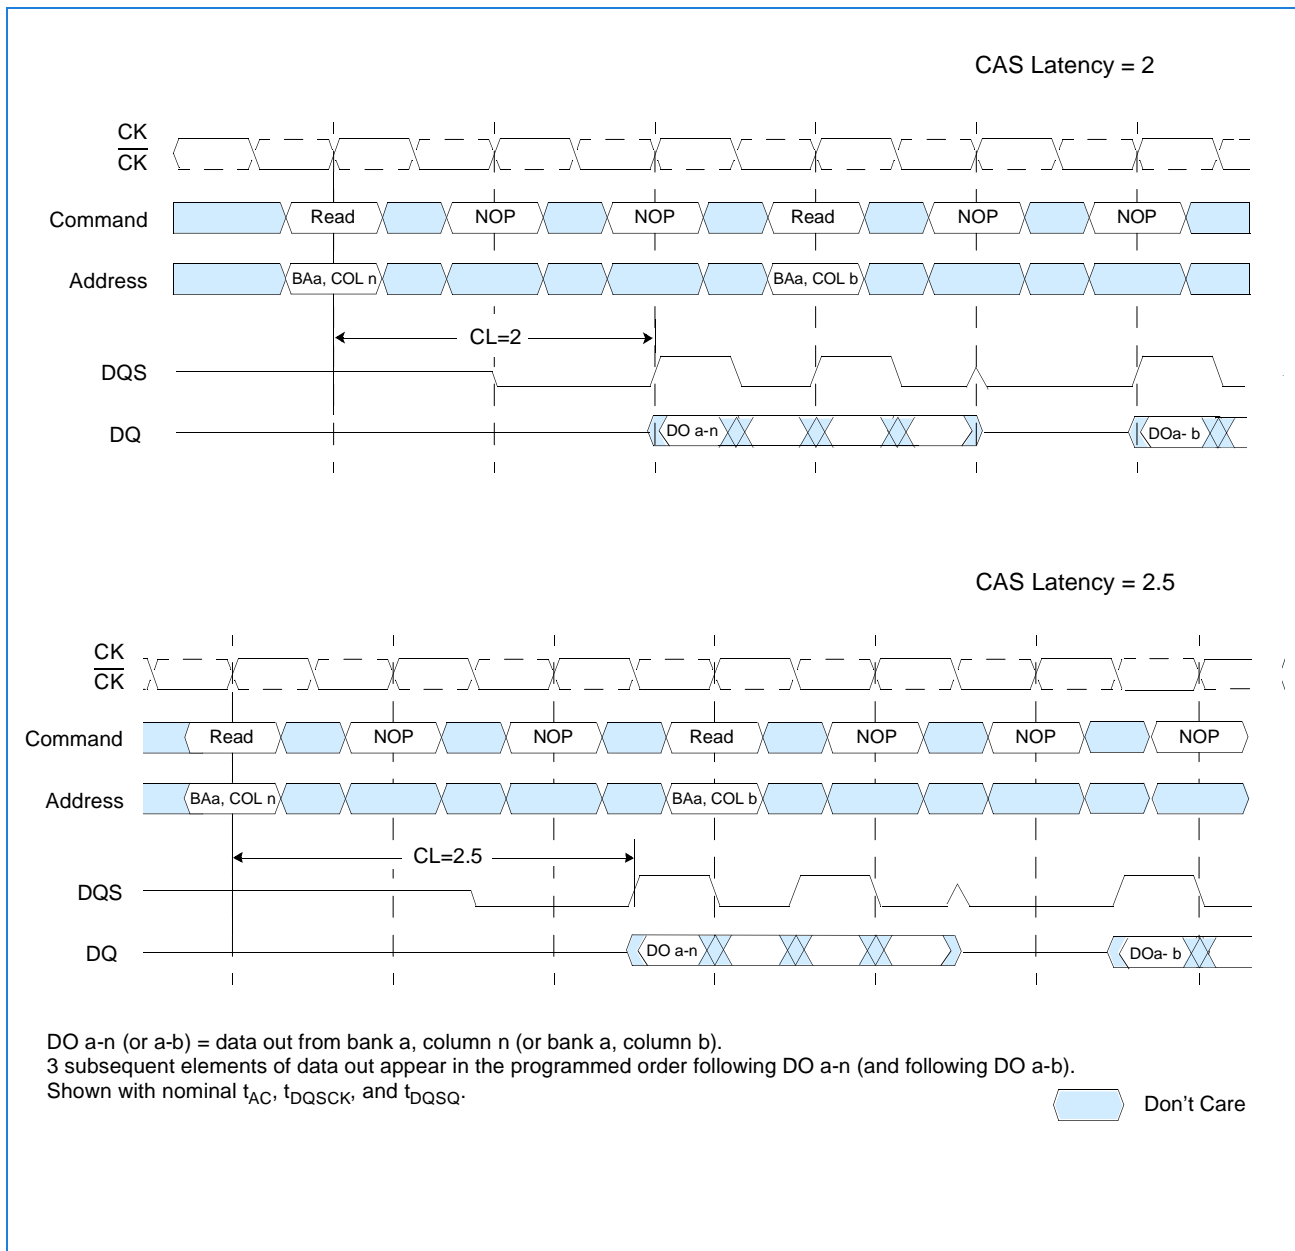 CAS Latency = 2
CK
CK
Command Read NOP NOP Read NOP NOP
Address BAa, COL n BAa, COL b
CL=2
DQS
DQ DO a-n DOa- b
CAS Latency = 2.5
CK
CK
Command Read NOP NOP Read NOP NOP NOP
Address BAa, COL n BAa, COL b
CL=2.5
DQS
DQ DO a-n DOa- b
DO a-n (or a-b) = data out from bank a, column n (or bank a, column b).
3 subsequent elements of data out appear in the programmed order following DO a-n (and following DO a-b).
Shown with nominal tAC, tDQSCK, and tDQSQ.
Don't Care